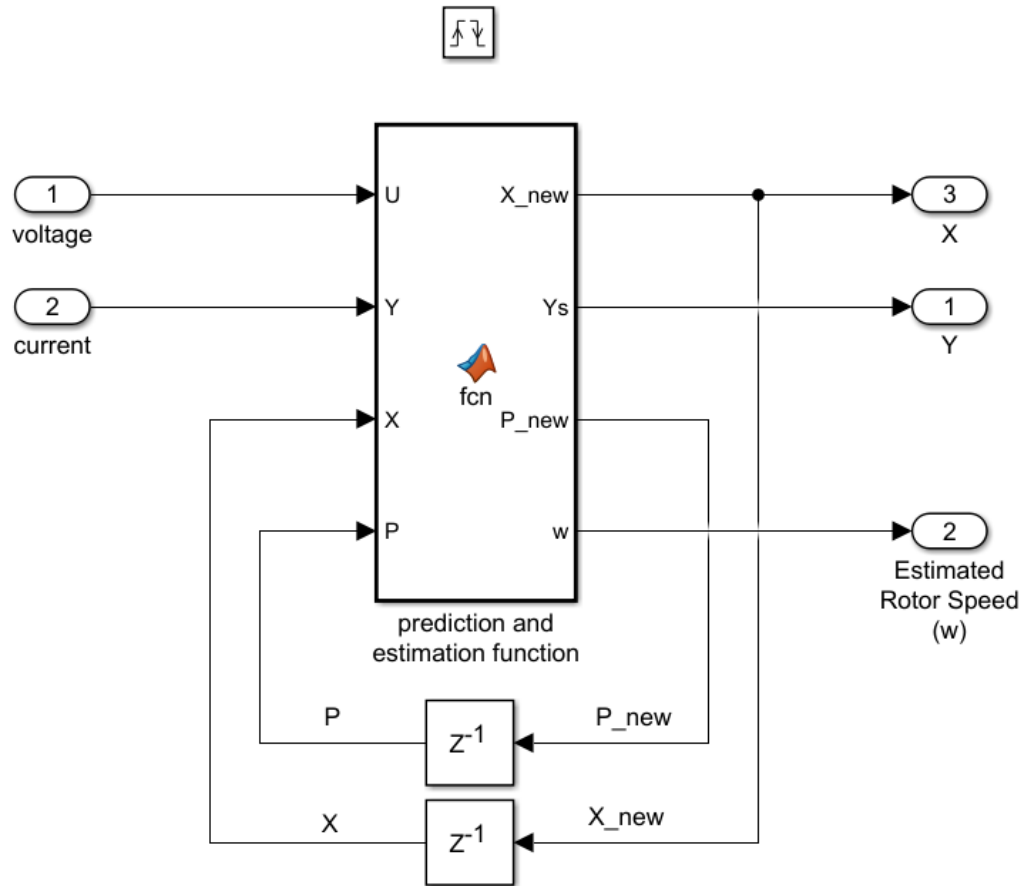 1
voltage
2
current
U
Y
X
P
X_new
Ys
P_new
w
fcn
prediction and
estimation function
3
X
1
Y
2
Estimated
Rotor Speed
(w)
P
Z-1
P_new
X
Z-1
X_new